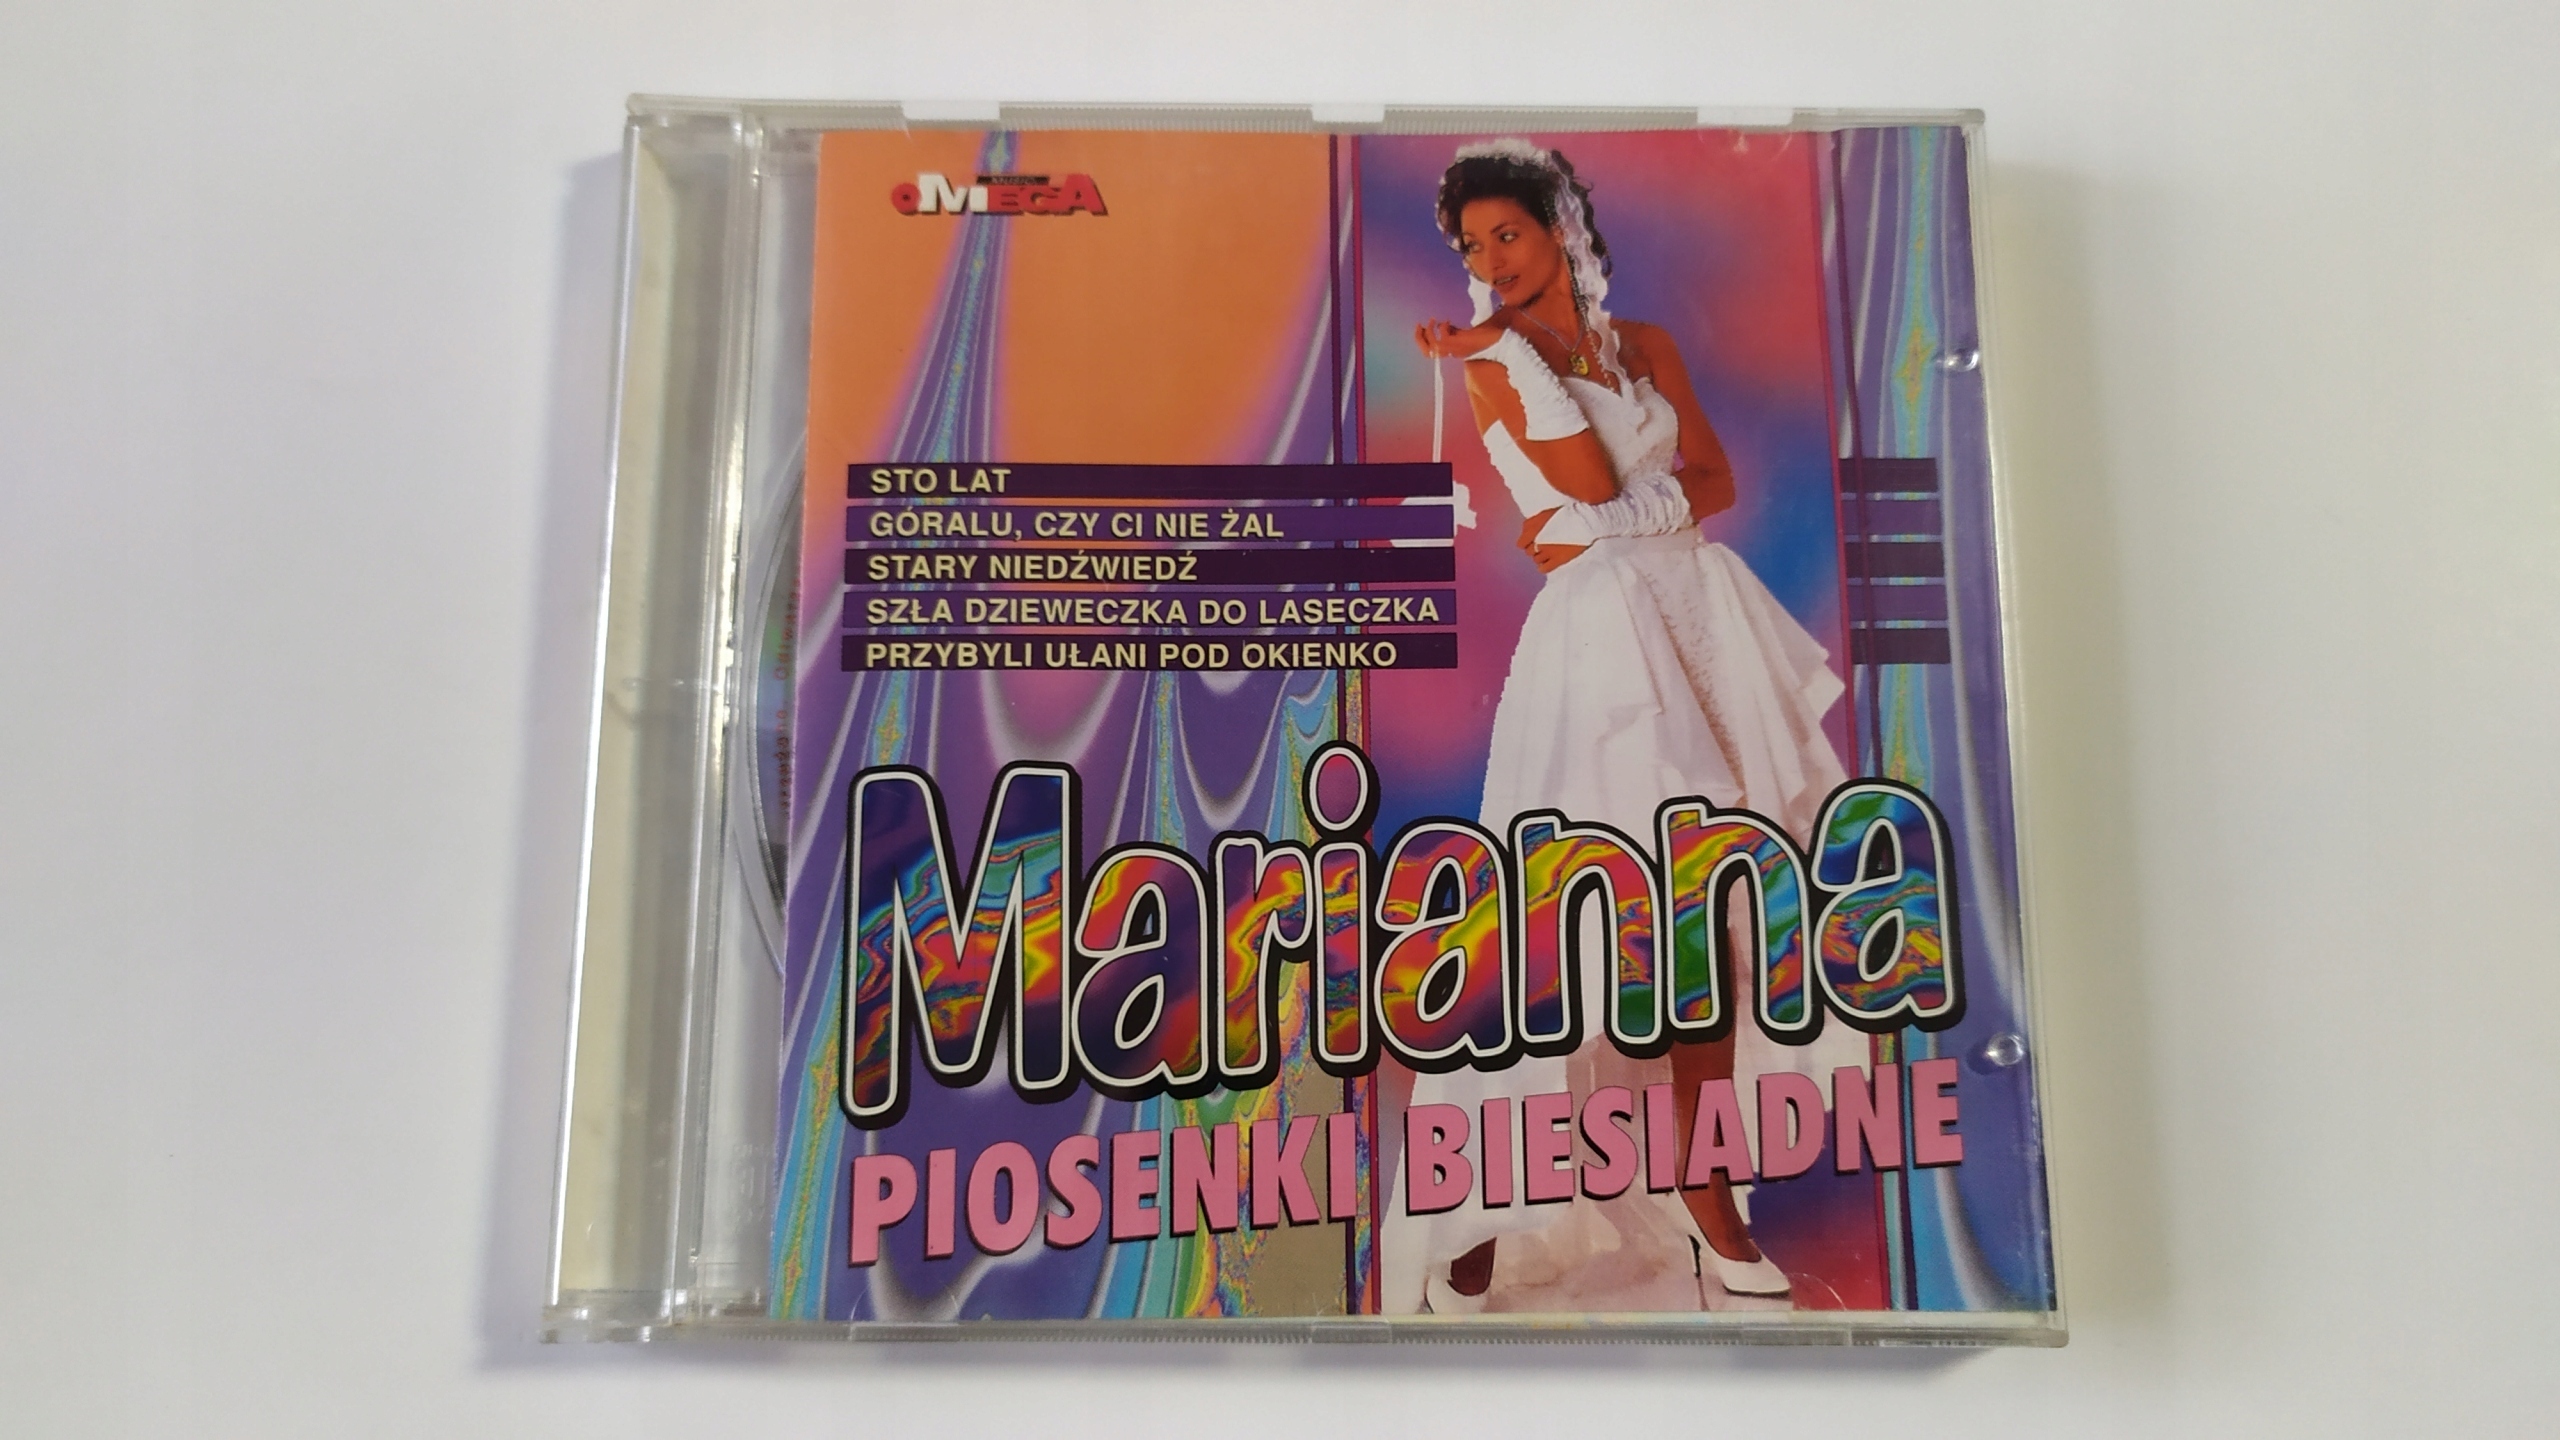 OMEGA
STO LAT
GÓRALU, CZY CI NIE ŻAL
STARY NIEDŹWIEDŹ
SZŁA DZIEWECZKA DO LASECZKA
PRZYBYLI UŁANI POD OKIENKO
Marianna
PIOSENKI BIESIADNE